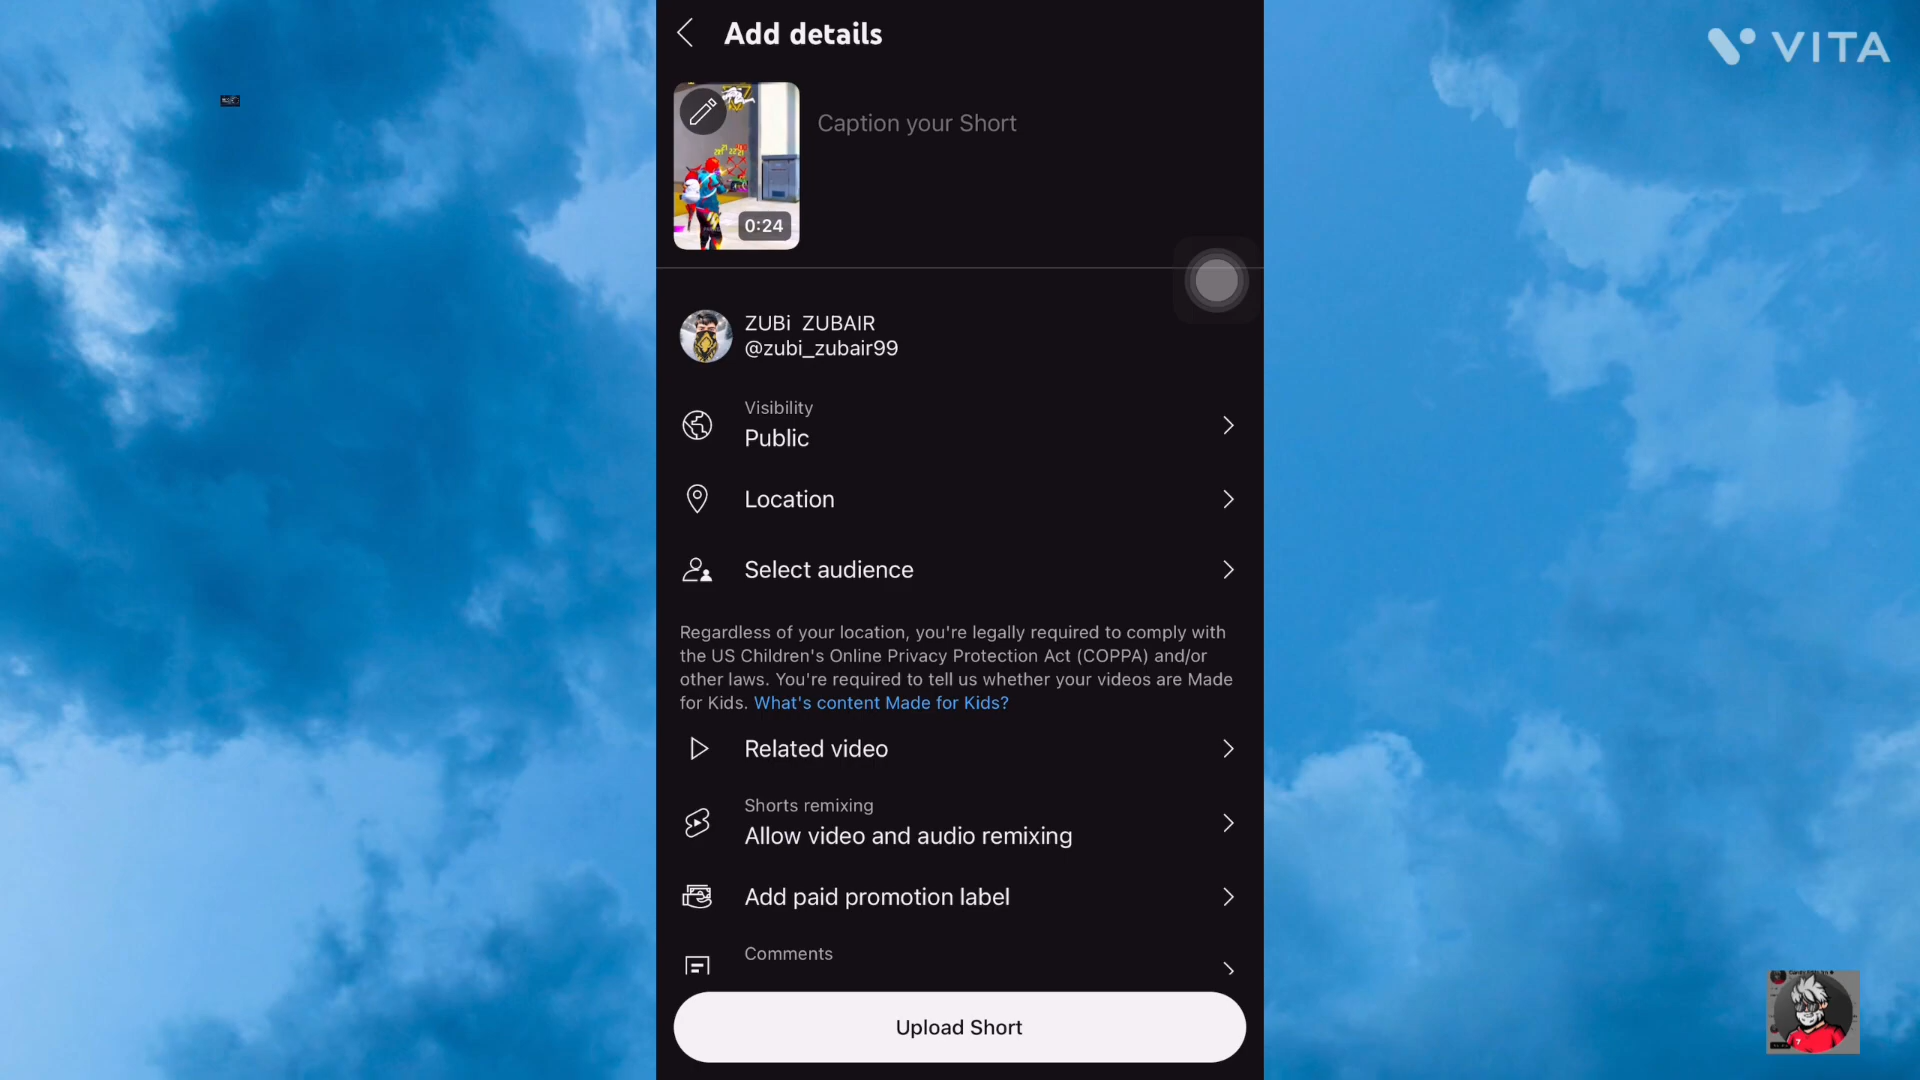 Add details
VITA
Caption your Short
0:24
ZUBi ZUBAIR
@zubi_zubair99
Visibility
Public
Location
Select audience
Regardless of your location, you're legally required to comply with
the US Children's Online Privacy Protection Act (COPPA) and/or
other laws. You're required to tell us whether your videos are Made
for Kids. What's content Made for Kids?
Related video
Shorts remixing
Allow video and audio remixing
Add paid promotion label
Comments
Upload Short